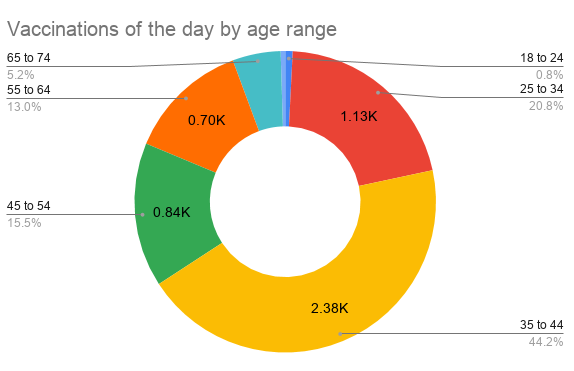 Vaccinations of the day by age range
65 to 74
5.2%
55 to 64
13.0%
45 to 54
15.5%
18 to 24
0.8%
25 to 34
20.8%
35 to 44
44.2%
0.70K
1.13K
0.84K
2.38K